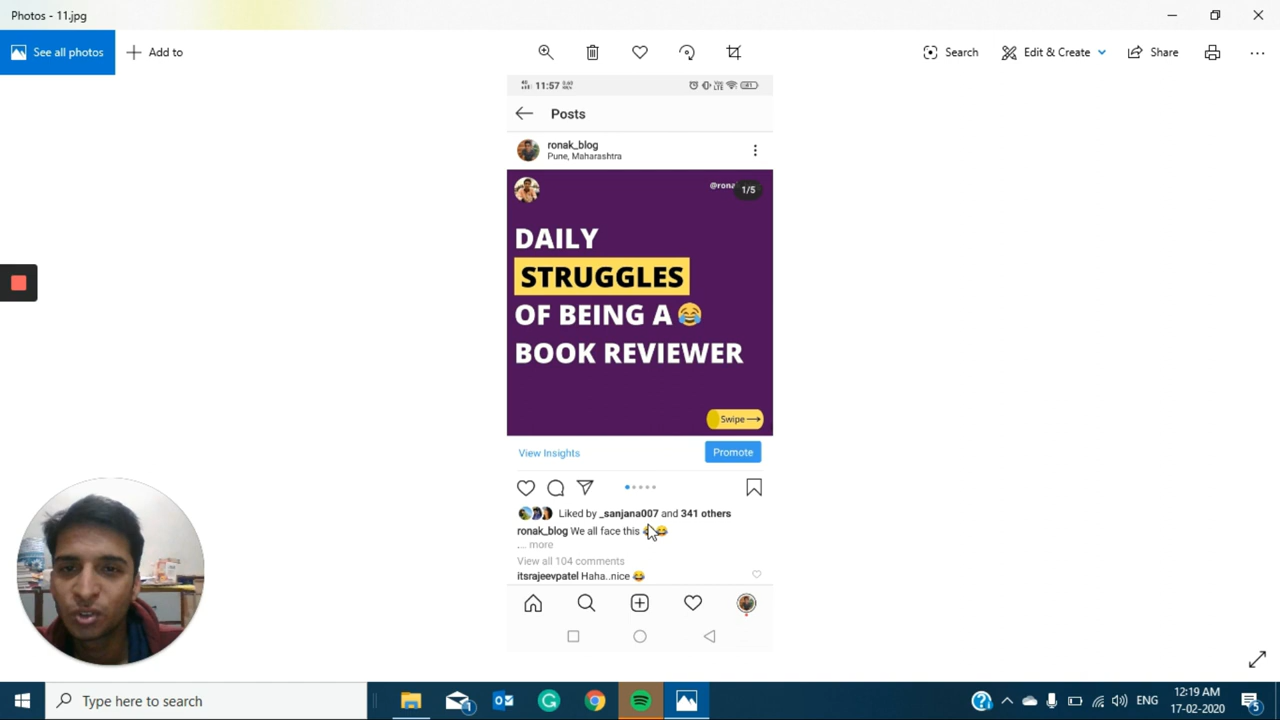 Photos - 11.jpg
See all photos
Add to
Search
Edit & Create
Share
11:57
Posts
ronak_blog
Pune, Maharashtra
@rona
1/5
DAILY
STRUGGLES
OF BEING A 😂
BOOK REVIEWER
Swipe
View Insights
Promote
Liked by _sanjana007 and 341 others
ronak_blog We all face this 😂
... more
View all 104 comments
itsrajeevpatel Haha..nice 😂
Type here to search
1
ENG
12:19 AM
17-02-2020
5